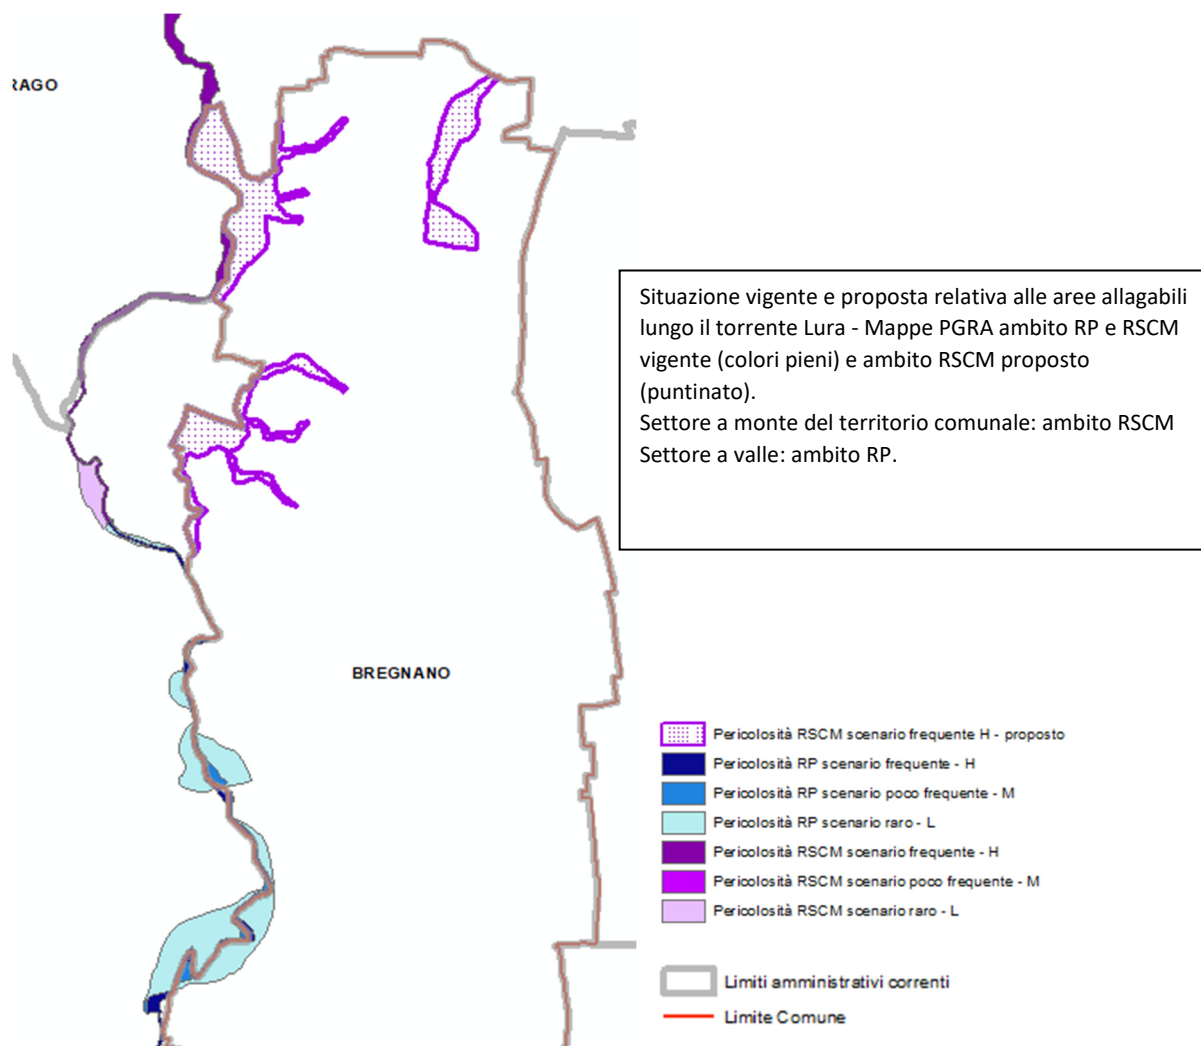 RAGO
Situazione vigente e proposta relativa alle aree allagabili
lungo il torrente Lura - Mappe PGRA ambito RP e RSCM
vigente (colori pieni) e ambito RSCM proposto
(puntinato).
Settore a monte del territorio comunale: ambito RSCM
Settore a valle: ambito RP.
BREGNANO
Pericolosità RSCM scenario frequente H - proposto
Pericolosità RP scenario frequente - H
Pericolosità RP scenario poco frequente - M
Pericolosità RP scenario raro - L
Pericolosità RSCM scenario frequente - H
Pericolosità RSCM scenario poco frequente - M
Pericolosità RSCM scenario raro - L
Limiti amministrativi correnti
Limite Comune